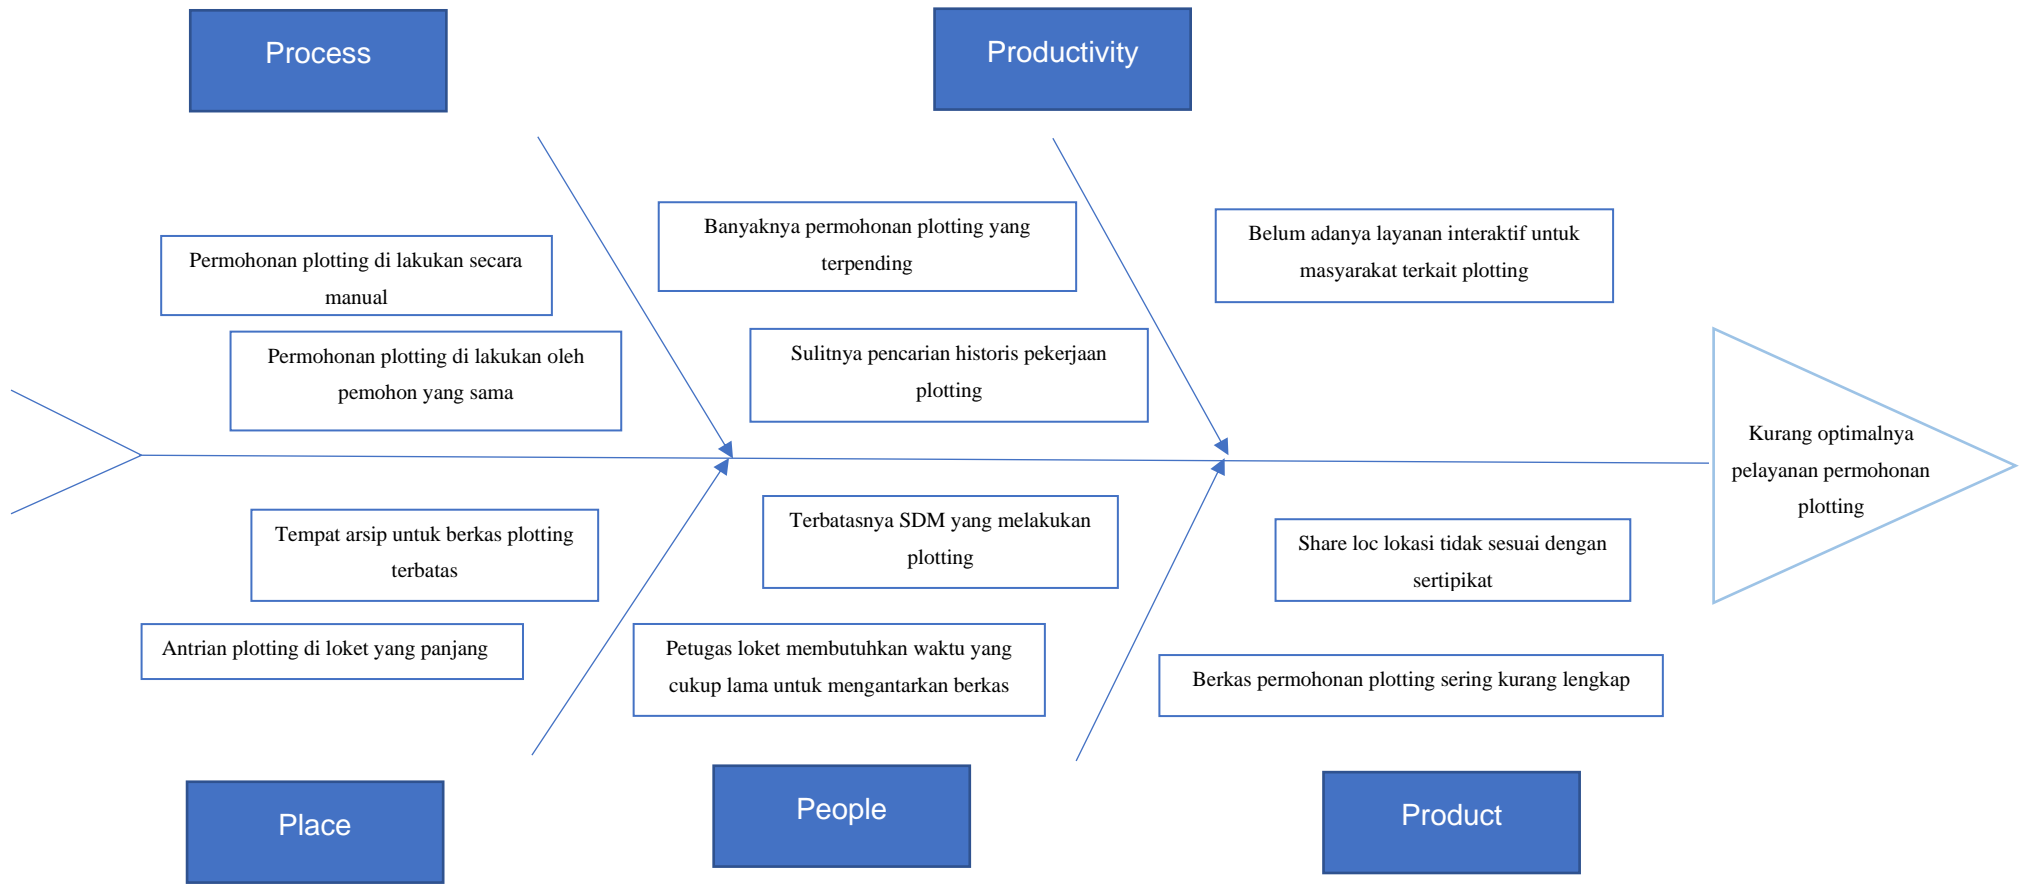 Process
Productivity
Permohonan plotting di lakukan secara
manual
Permohonan plotting di lakukan oleh
pemohon yang sama
Banyaknya permohonan plotting yang
terpending
Sulitnya pencarian historis pekerjaan
plotting
Belum adanya layanan interaktif untuk
masyarakat terkait plotting
Kurang optimalnya
pelayanan permohonan
plotting
Tempat arsip untuk berkas plotting
terbatas
Antrian plotting di loket yang panjang
Terbatasnya SDM yang melakukan
plotting
Petugas loket membutuhkan waktu yang
cukup lama untuk mengantarkan berkas
Share loc lokasi tidak sesuai dengan
sertipikat
Berkas permohonan plotting sering kurang lengkap
Place
People
Product